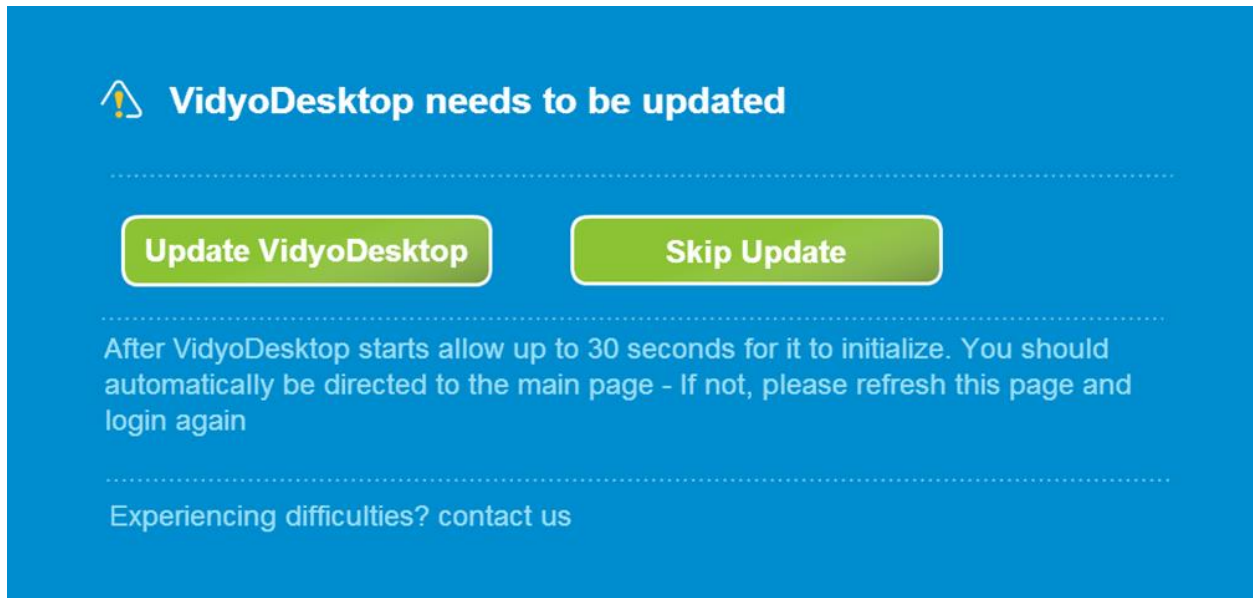 VidyoDesktop needs to be updated
Update VidyoDesktop
Skip Update
After VidyoDesktop starts allow up to 30 seconds for it to initialize. You should
automatically be directed to the main page - If not, please refresh this page and
login again
Experiencing difficulties? contact us